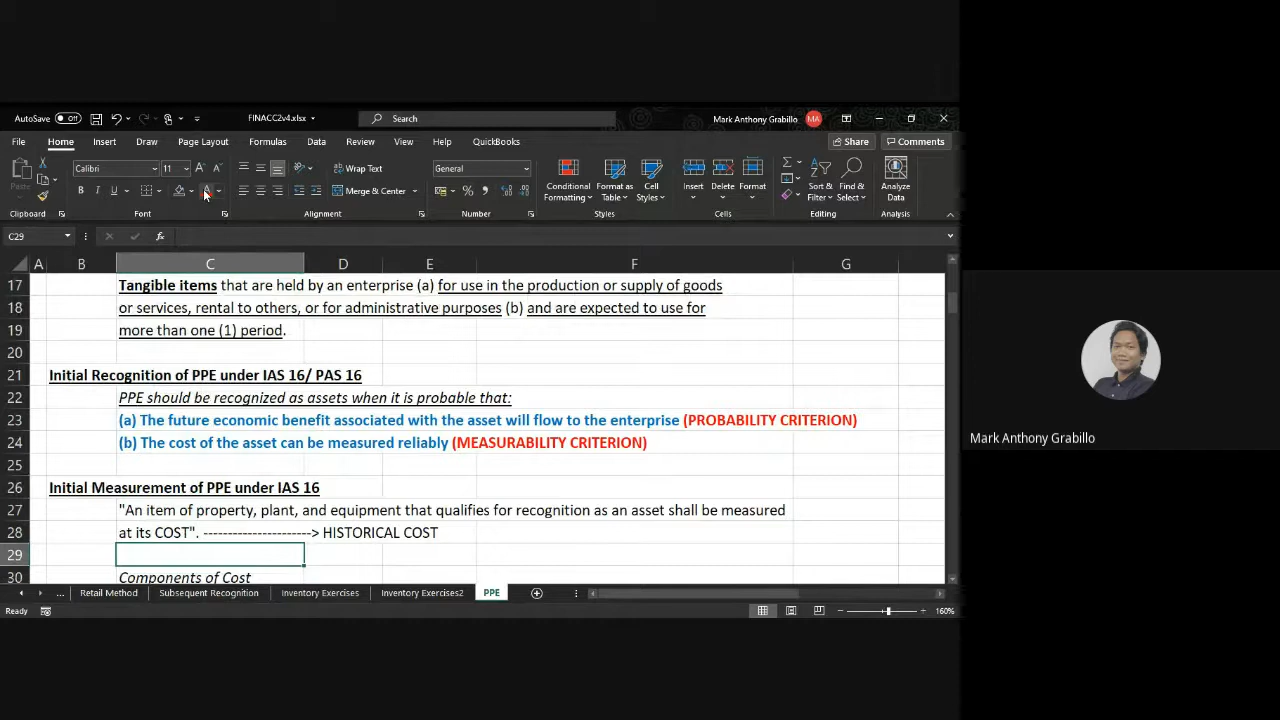 AutoSave Off FINACC2v4.xlsx Search Mark Anthony Grabillo MA
File Home Insert Draw Page Layout Formulas Data Review View Help QuickBooks Share Comments
Paste Calibri 11 Wrap Text General Conditional Formatting Format as Table Cell Styles Insert Delete Format Sort & Filter Find & Select Analyze Data
B I U Merge & Center
Clipboard Font Alignment Number Styles Cells Editing Analysis
C29 fx
A B C D E F G
17 Tangible items that are held by an enterprise (a) for use in the production or supply of goods
18 or services, rental to others, or for administrative purposes (b) and are expected to use for
19 more than one (1) period.
20
21 Initial Recognition of PPE under IAS 16/ PAS 16
22 PPE should be recognized as assets when it is probable that:
23 (a) The future economic benefit associated with the asset will flow to the enterprise (PROBABILITY CRITERION)
24 (b) The cost of the asset can be measured reliably (MEASURABILITY CRITERION)
25
26 Initial Measurement of PPE under IAS 16
27 "An item of property, plant, and equipment that qualifies for recognition as an asset shall be measured
28 at its COST". ----------------------> HISTORICAL COST
29
30 Components of Cost
... Retail Method Subsequent Recognition Inventory Exercises Inventory Exercises2 PPE
Ready 160%
Mark Anthony Grabillo